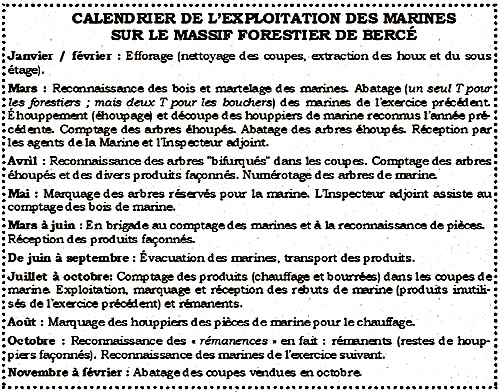 CALENDRIER DE L'EXPLOITATION DES MARINES
SUR LE MASSIF FORESTIER DE BERCÉ
Janvier / février : Efforage (nettoyage des coupes, extraction des houx et du sous
étage).
Mars : Reconnaissance des bois et martelage des marines. Abatage (un seul T pour
les forestiers ; mais deux T pour les bouchers) des marines de l'exercice précédent.
Éhouppement (éhoupage) et découpe des houppiers de marine reconnus l'année pré-
cédente. Comptage des arbres éhoupés. Abatage des arbres éhoupés. Réception par
les agents de la Marine et l'Inspecteur adjoint.
Avril : Reconnaissance des arbres "bifurqués" dans les coupes. Comptage des arbres
éhoupés et des divers produits façonnés. Numérotage des arbres de marine.
Mai : Marquage des arbres réservés pour la marine. L'Inspecteur adjoint assiste au
comptage des bois de marine.
Mars à juin : En brigade au comptage des marines et à la reconnaissance de pièces.
Réception des produits façonnés.
De juin à septembre : Évacuation des marines, transport des produits.
Juillet à octobre: Comptage des produits (chauffage et bourrées) dans les coupes de
marine. Exploitation, marquage et réception des rebuts de marine (produits inutili-
sés de l'exercice précédent) et rémanents.
Août : Marquage des houppiers des pièces de marine pour le chauffage.
Octobre : Reconnaissance des « rémanences » en fait : rémanents (restes de houp-
piers façonnés). Reconnaissance des marines de l'exercice suivant.
Novembre à février : Abatage des coupes vendues en octobre.